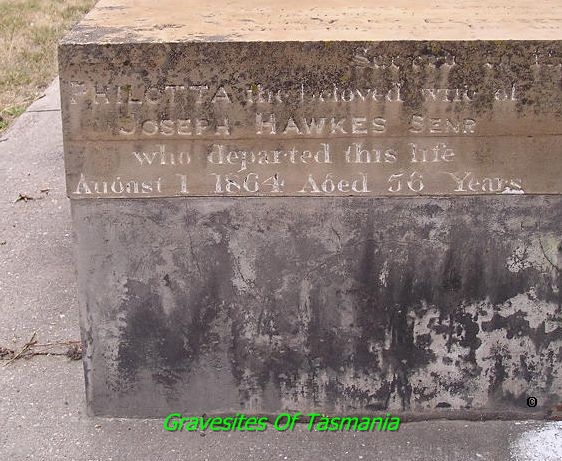 Sacred
PHILOTTA the beloved wife of
JOSEPH HAWKES SENR
who departed this life
August 1 1864 Aged 56 Years
Gravesites Of Tasmania